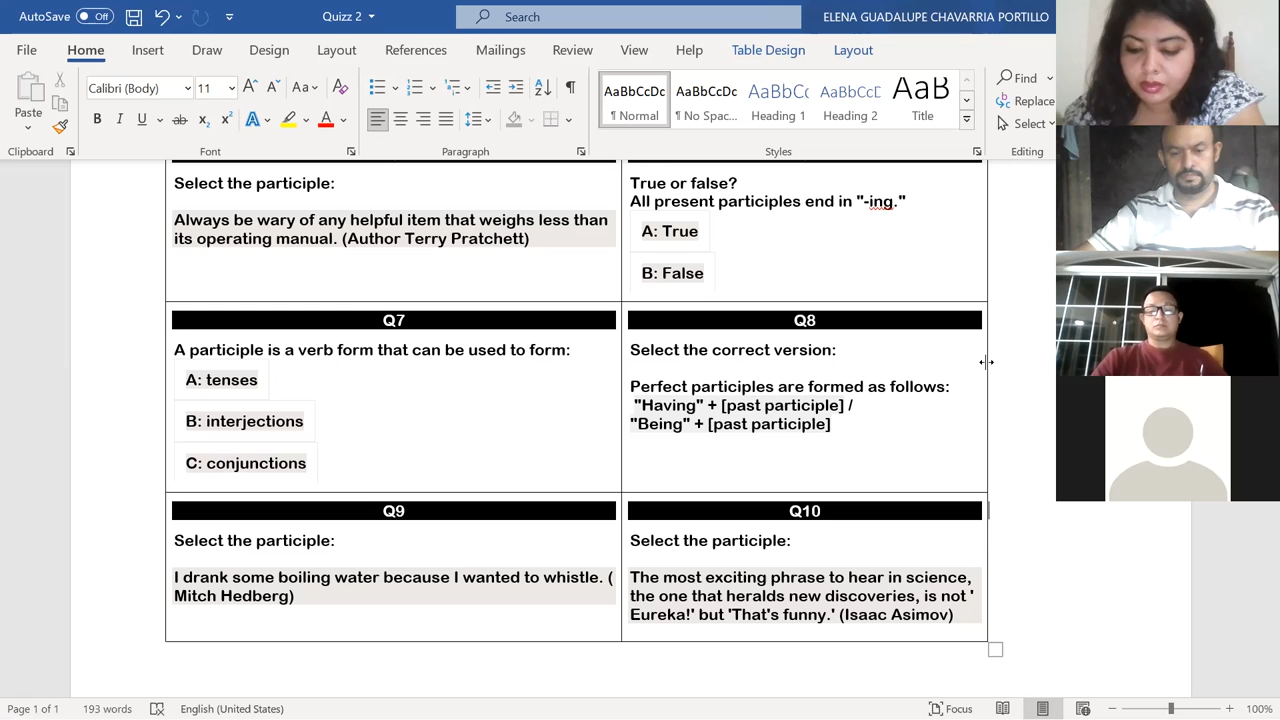 AutoSave Off Quizz 2 Search ELENA GUADALUPE CHAVARRIA PORTILLO
File Home Insert Draw Design Layout References Mailings Review View Help Table Design Layout
Calibri (Body) 11
Paste
B I U ab x₂ x² A A
AaBbCcDc AaBbCcDc AaBbCc AaBbCcD AaB
¶ Normal ¶ No Spac... Heading 1 Heading 2 Title
Find
Replace
Select
Clipboard Font Paragraph Styles Editing
Select the participle:
Always be wary of any helpful item that weighs less than
its operating manual. (Author Terry Pratchett)
True or false?
All present participles end in "-ing."
A: True
B: False
Q7
A participle is a verb form that can be used to form:
A: tenses
B: interjections
C: conjunctions
Q8
Select the correct version:
Perfect participles are formed as follows:
"Having" + [past participle] /
"Being" + [past participle]
Q9
Select the participle:
I drank some boiling water because I wanted to whistle. (
Mitch Hedberg)
Q10
Select the participle:
The most exciting phrase to hear in science,
the one that heralds new discoveries, is not '
Eureka!' but 'That's funny.' (Isaac Asimov)
Page 1 of 1 193 words English (United States) Focus 100%